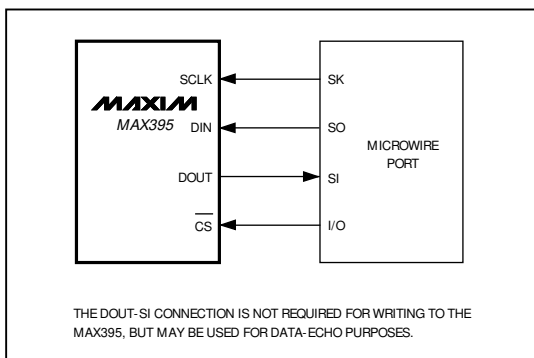 SCLK SK
MAXIM
MAX395
DIN SO
MICROWIRE
PORT
DOUT SI
CS I/O
THE DOUT-SI CONNECTION IS NOT REQUIRED FOR WRITING TO THE
MAX395, BUT MAY BE USED FOR DATA-ECHO PURPOSES.